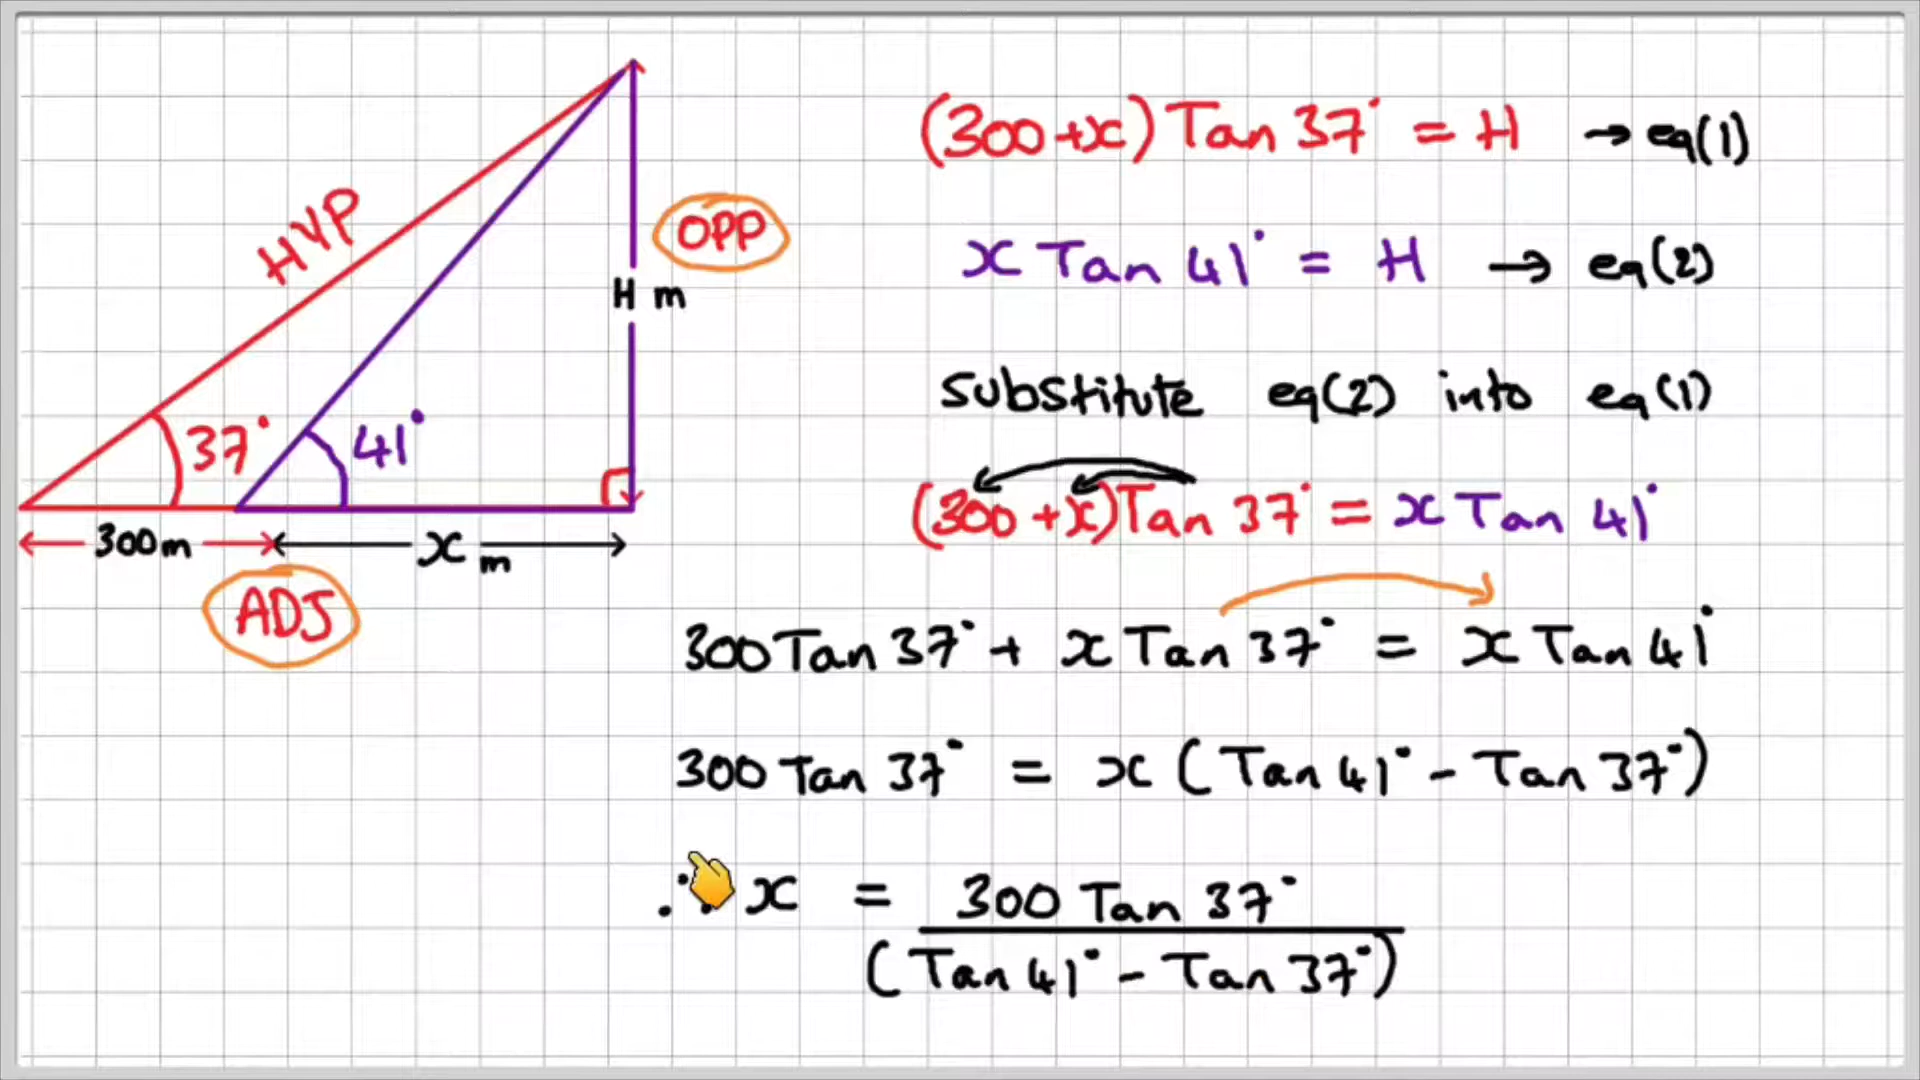 HYP
37°
41°
OPP
H m
300m
x m
ADJ
(300+x) Tan 37° = H → eq(1)
x Tan 41° = H → eq(2)
substitute eq(2) into eq(1)
(300+x)Tan 37° = x Tan 41°
300 Tan 37° + x Tan 37° = x Tan 41°
300 Tan 37° = x (Tan 41° - Tan 37°)
∴ x = 300 Tan 37°
(Tan 41° - Tan 37°)